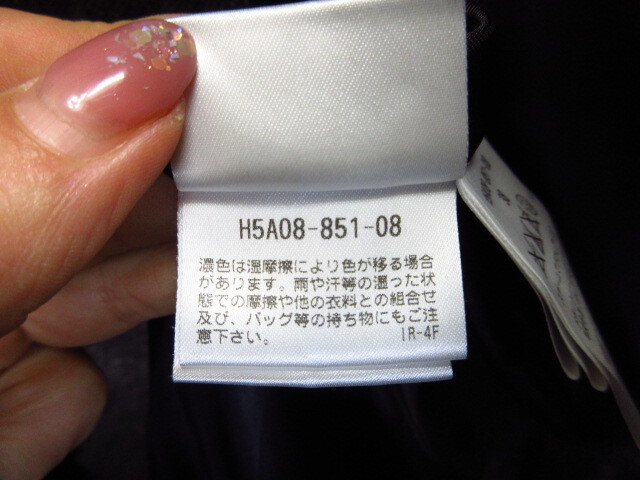 H5A08-851-08
濃色は湿摩擦により色が移る場合
があります。雨や汗等の湿った状
態での摩擦や他の衣料との組合せ
及び、バッグ等の持ち物にもご注
意下さい。 IR-4F